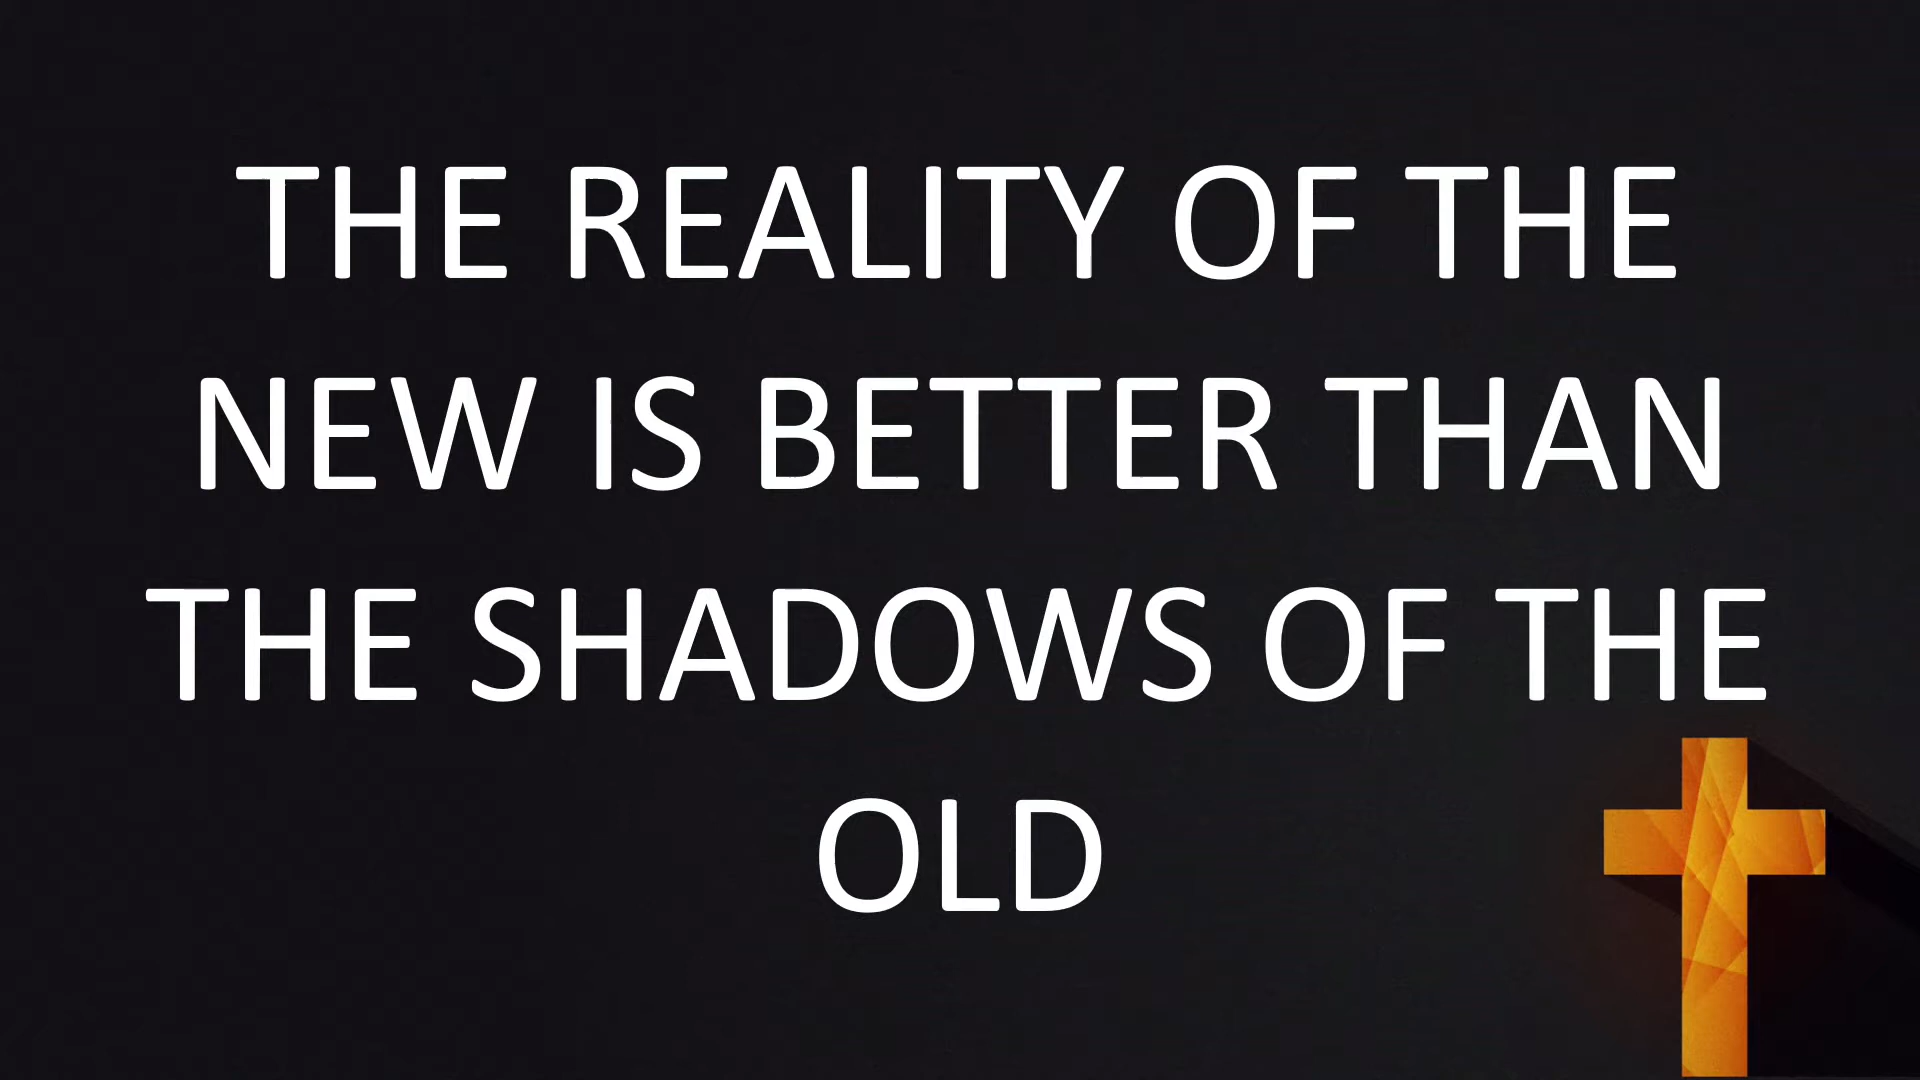 THE REALITY OF THE
NEW IS BETTER THAN
THE SHADOWS OF THE
OLD